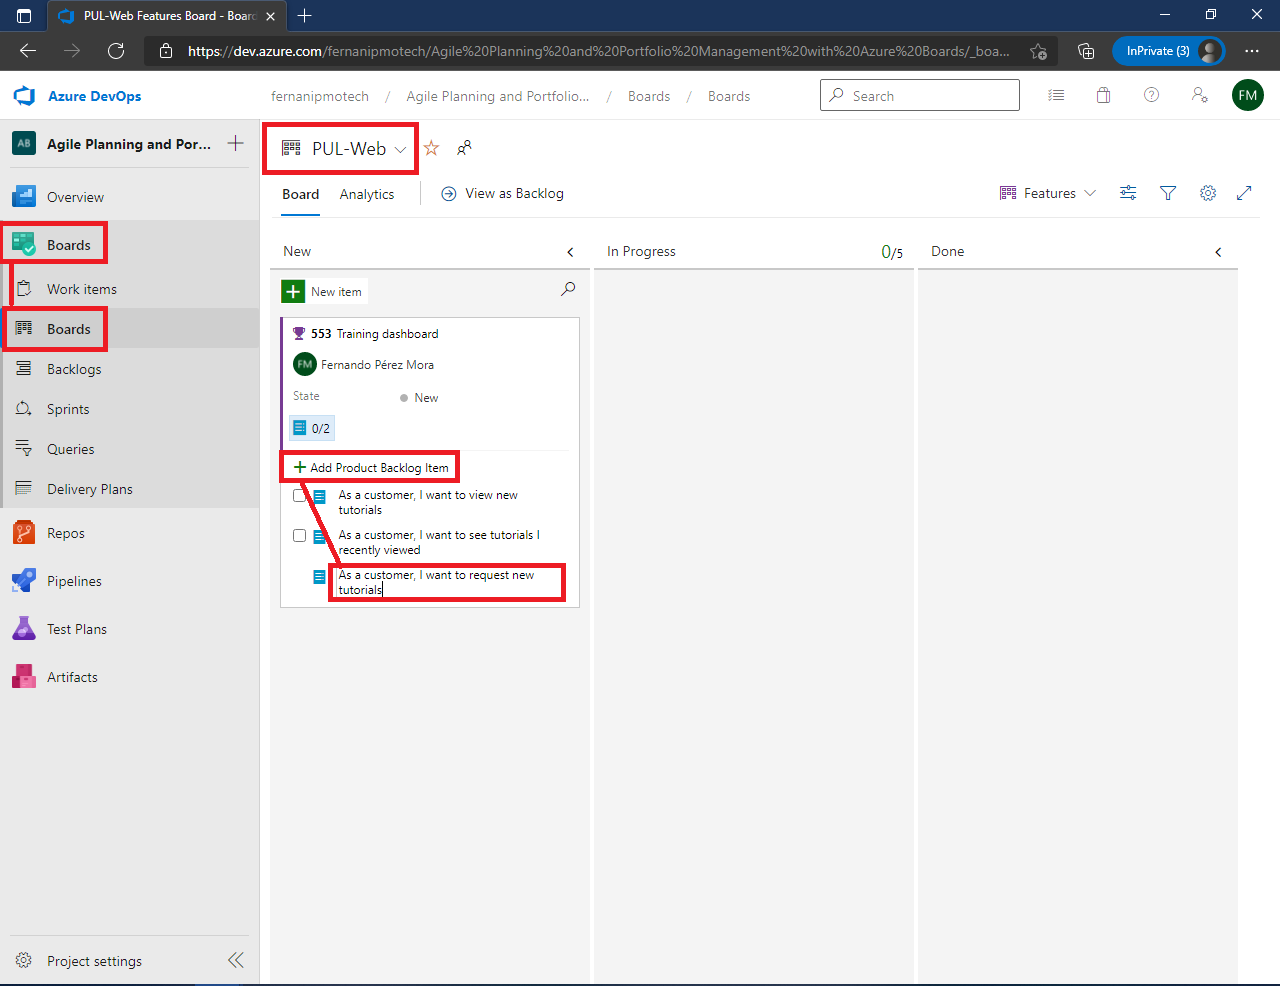 PUL-Web Features Board - Board
https://dev.azure.com/fernanipmotech/Agile%20Planning%20and%20Portfolio%20Management%20with%20Azure%20Boards/_boa...
InPrivate (3)
Azure DevOps
fernanipmotech / Agile Planning and Portfolio... / Boards / Boards
Search
FM
AB
Agile Planning and Por...
Overview
Boards
Work items
Boards
Backlogs
Sprints
Queries
Delivery Plans
Repos
Pipelines
Test Plans
Artifacts
Project settings
PUL-Web
Board
Analytics
View as Backlog
Features
New
In Progress
0/5
Done
New item
553 Training dashboard
FM
Fernando Pérez Mora
State
New
0/2
Add Product Backlog Item
As a customer, I want to view new
tutorials
As a customer, I want to see tutorials I
recently viewed
As a customer, I want to request new
tutorials